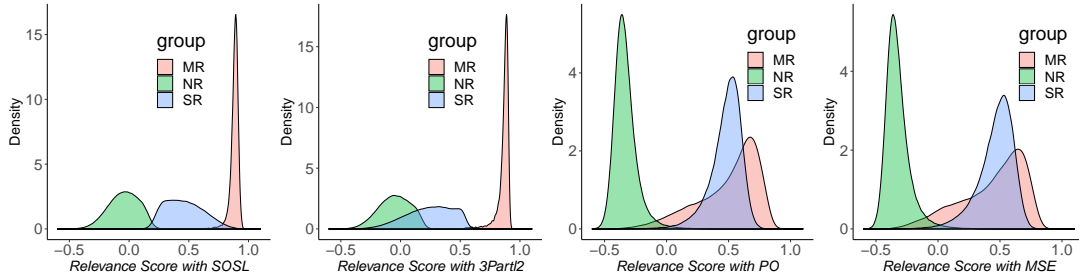 group
MR
NR
SR
Density
15
10
5
0
−0.5 0.0 0.5 1.0
Relevance Score with SOSL
group
MR
NR
SR
Density
15
10
5
0
−0.5 0.0 0.5 1.0
Relevance Score with 3Partl2
group
MR
NR
SR
Density
4
2
0
−0.5 0.0 0.5 1.0
Relevance Score with PO
group
MR
NR
SR
Density
4
2
0
−0.5 0.0 0.5 1.0
Relevance Score with MSE